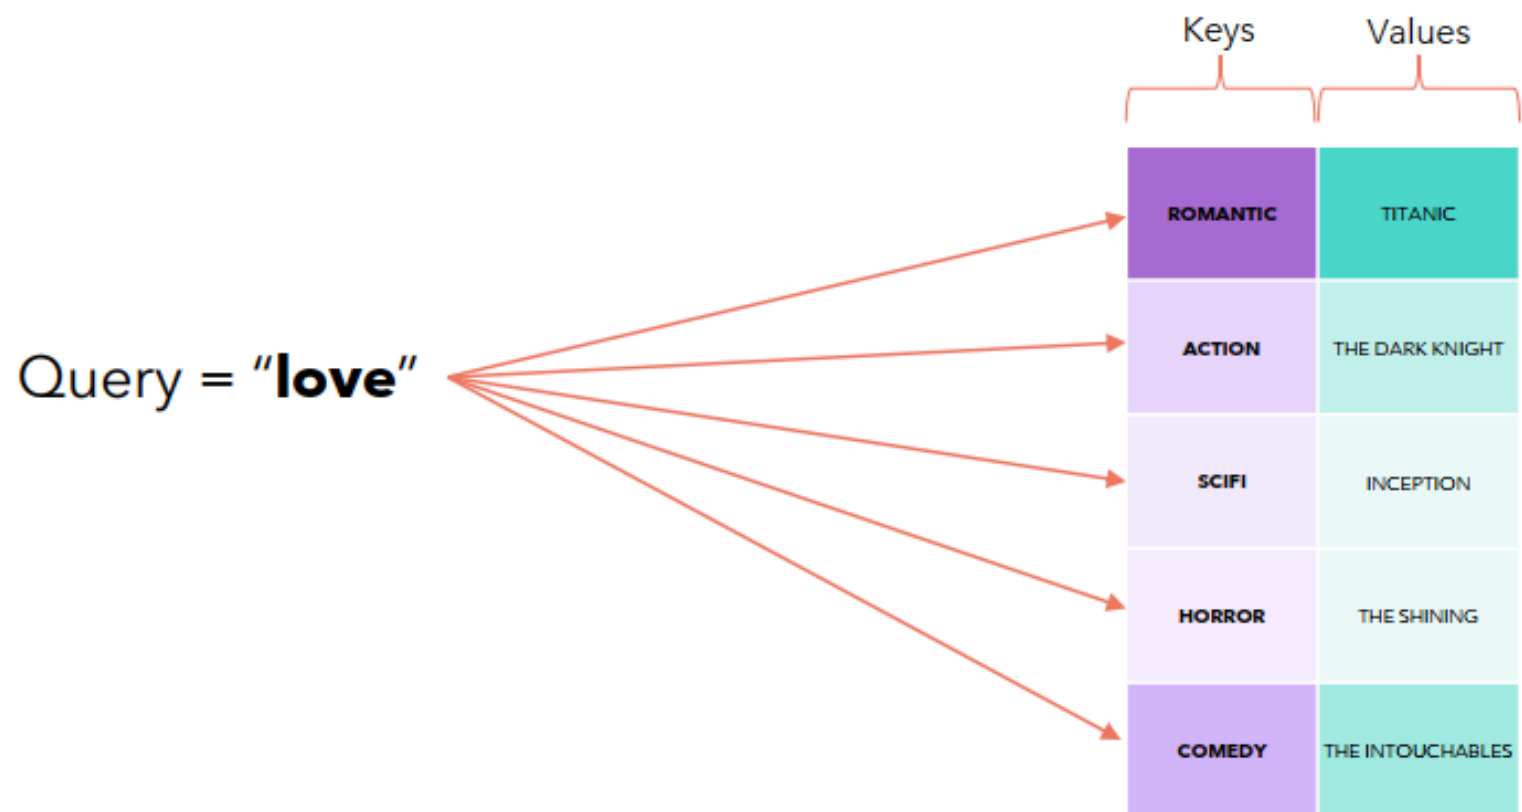 Keys Values
ROMANTIC TITANIC
ACTION THE DARK KNIGHT
Query = “love”
SCIFI INCEPTION
HORROR THE SHINING
COMEDY THE INTOUCHABLES